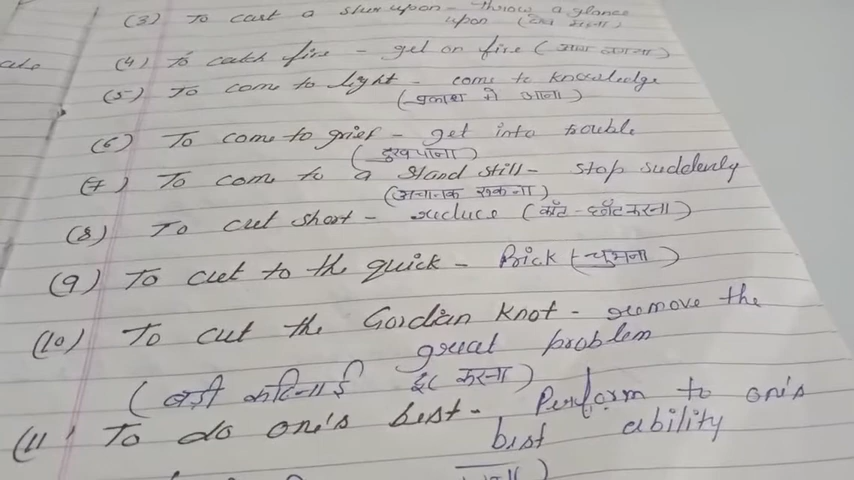 (3) To cast a slur upon - throw a glance
upon
(4) To catch fire - get on fire (आग लगना)
(5) To come to light - come to knowledge
(प्रकाश में आना)
(6) To come to grief - get into trouble
(दुख पाना)
(7) To come to a stand still - stop suddenly
(अचानक रुकना)
(8) To cut short - reduce (काँट - छाँट करना)
(9) To cut to the quick - Prick (चुभना)
(10) To cut the Gordian Knot - remove the
great problem
(बड़ी कठिनाई दूर करना)
(11) To do one's best - Perform to one's
best ability